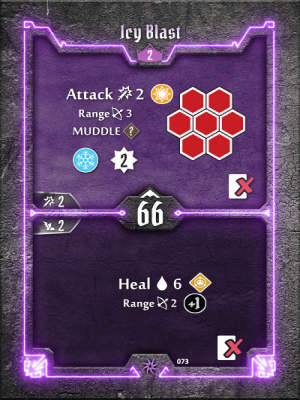 Icy Blast
2
Attack 2
Range 3
MUDDLE ?
2
2
66
2
Heal 6
Range 2 +1
073